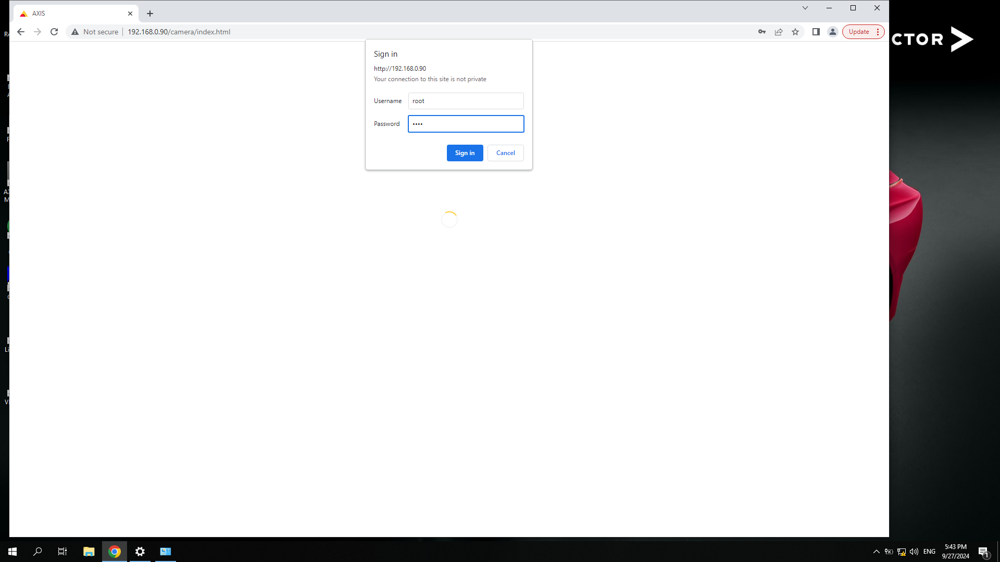 AXIS
Not secure
192.168.0.90/camera/index.html
Update
CTOR
Sign in
http://192.168.0.90
Your connection to this site is not private
Username
root
Password
••••
Sign in
Cancel
ENG
5:43 PM
9/27/2024
1